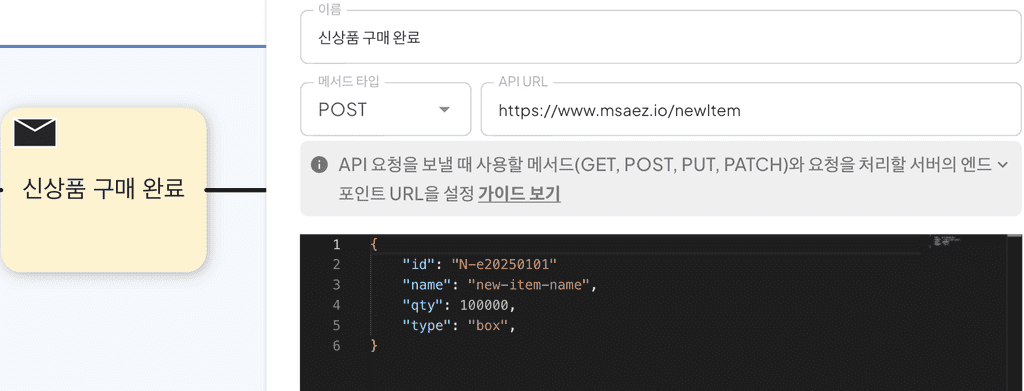 이름
신상품 구매 완료
메서드 타입
API URL
POST
https://www.msaez.io/newItem
API 요청을 보낼 때 사용할 메서드(GET, POST, PUT, PATCH)와 요청을 처리할 서버의 엔드
포인트 URL을 설정 가이드 보기
신상품 구매 완료
1 {
2 "id": "N-e20250101"
3 "name": "new-item-name",
4 "qty": 100000,
5 "type": "box",
6 }